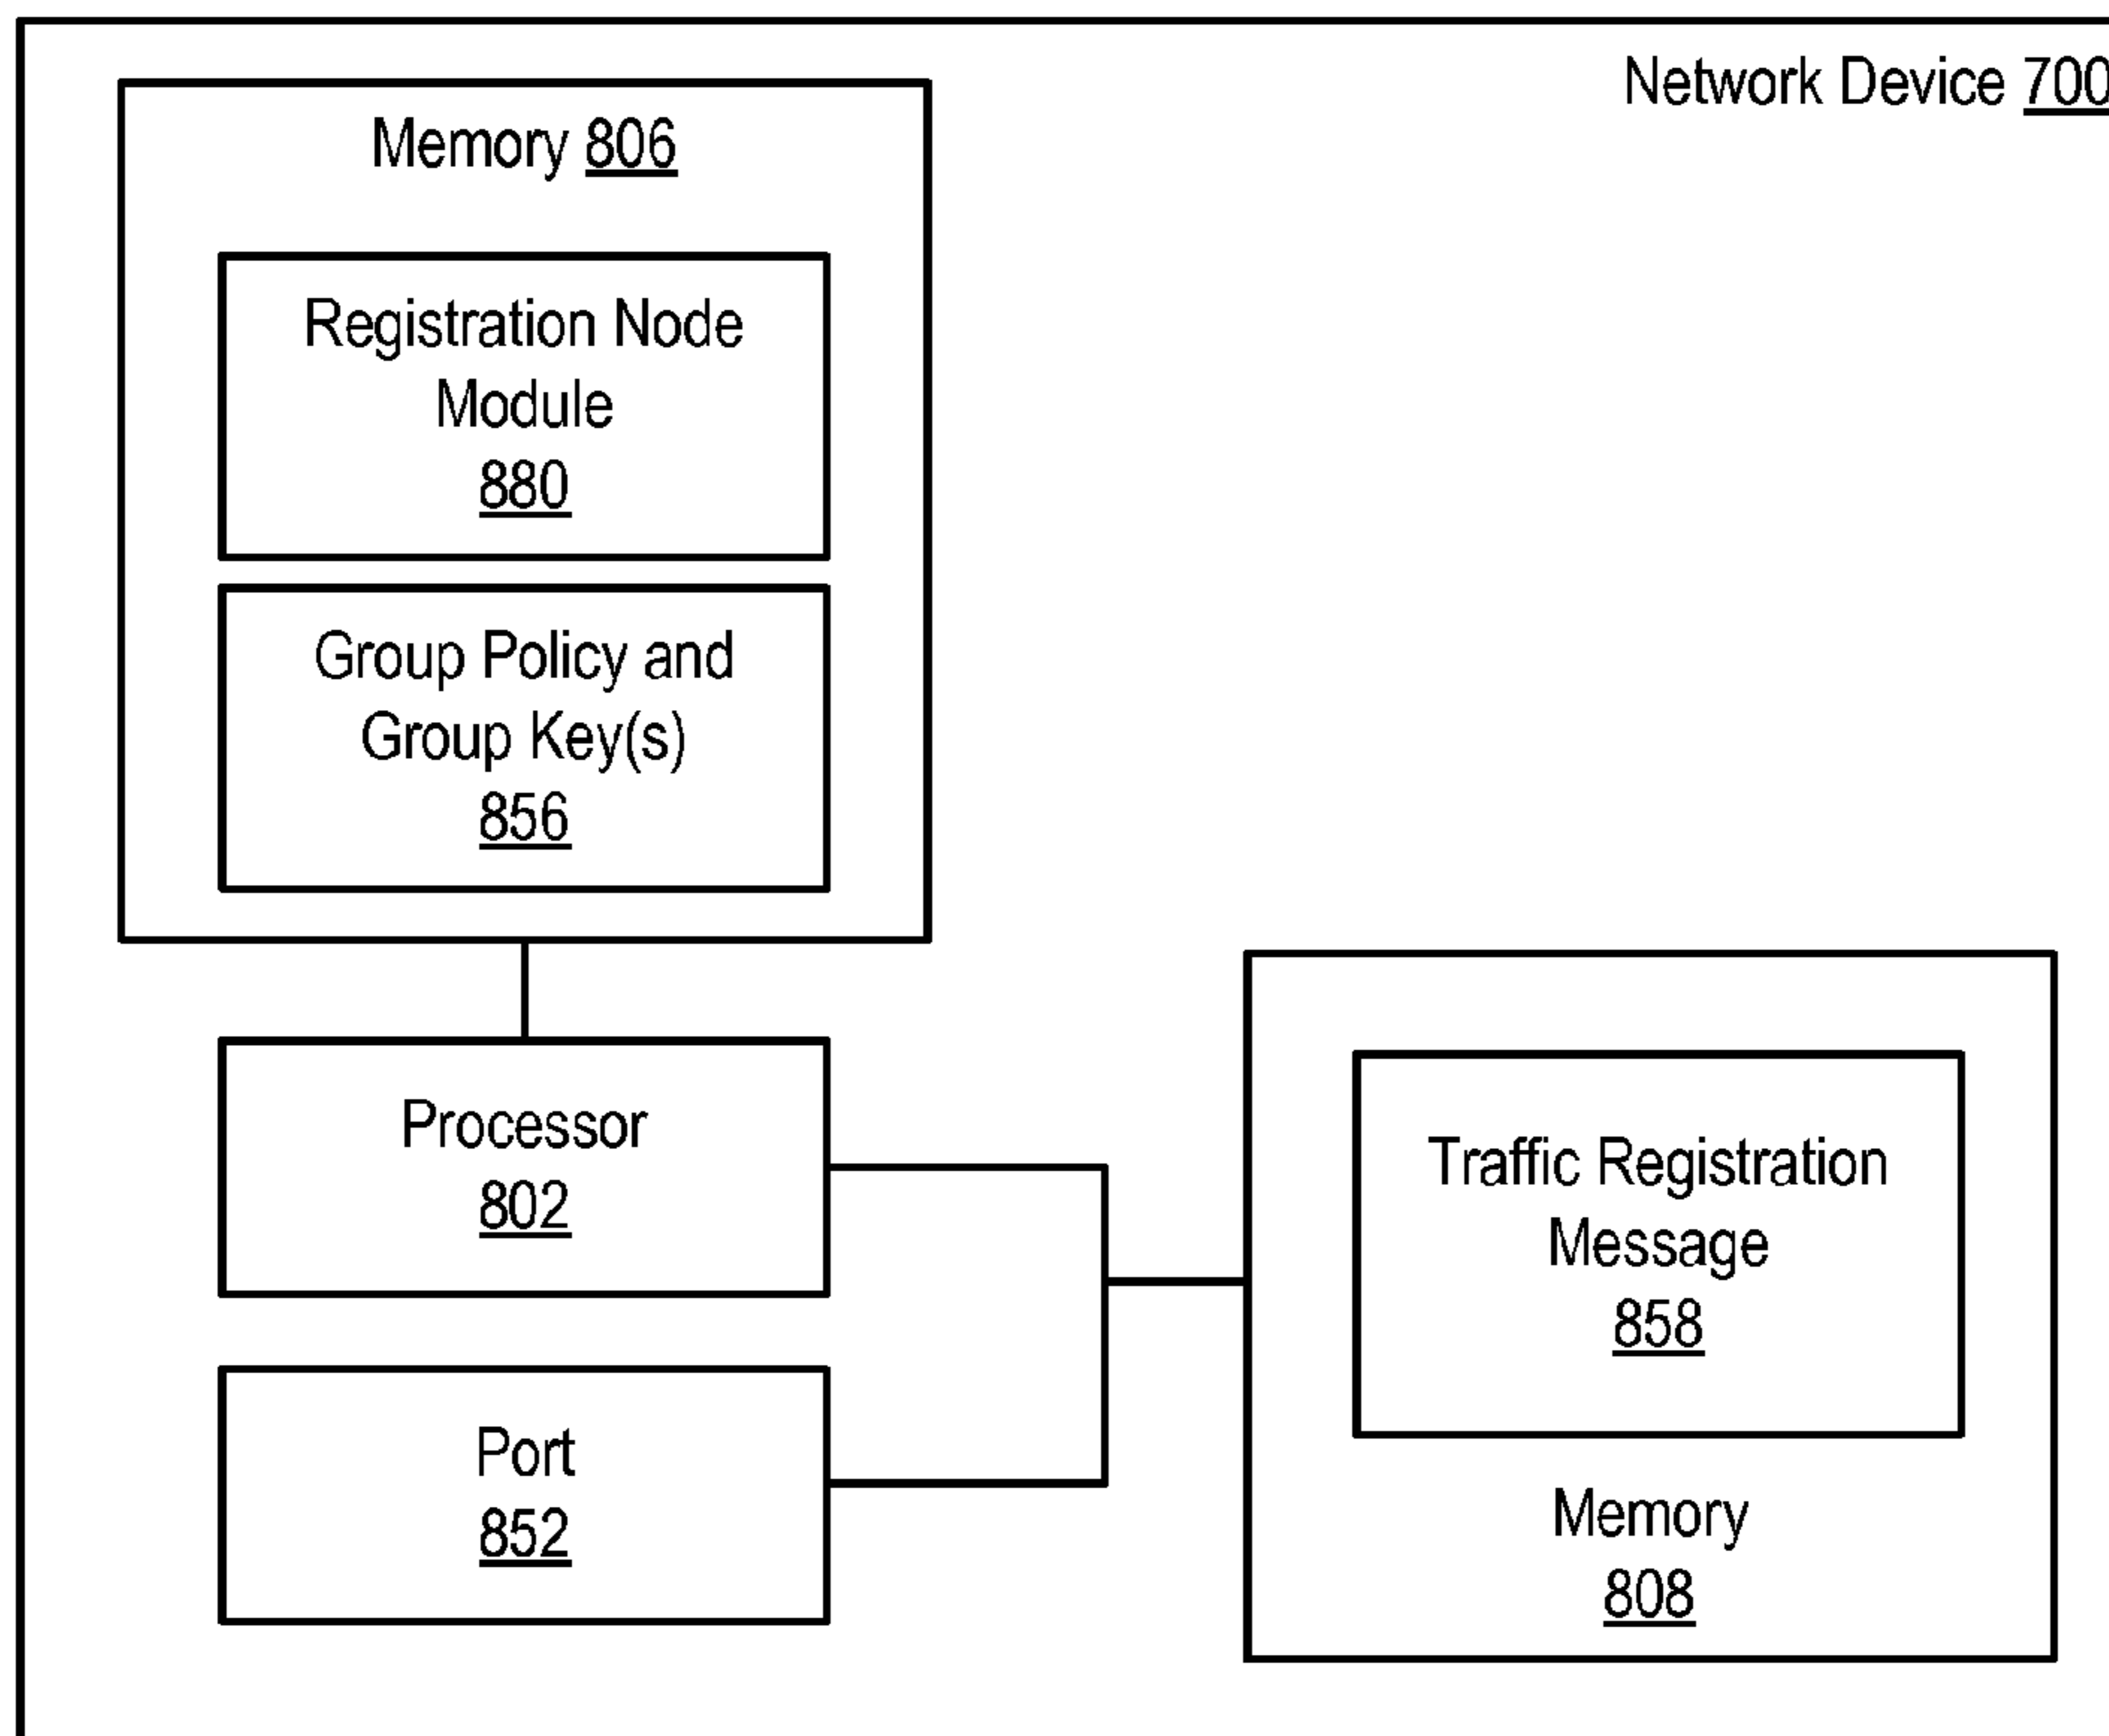 Network Device 700
Memory 806
Registration Node
Module
880
Group Policy and
Group Key(s)
856
Processor
802
Port
852
Traffic Registration
Message
858
Memory
808